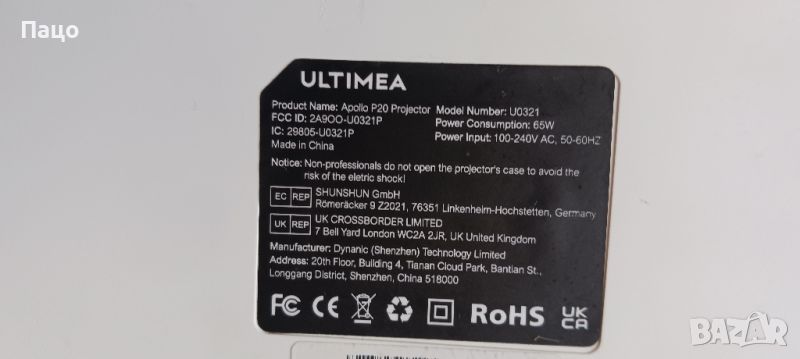 Пацо
ULTIMEA
Product Name: Apollo P20 Projector Model Number: U0321
FCC ID: 2A9OO-U0321P Power Consumption: 65W
IC: 29805-U0321P Power Input: 100-240V AC, 50-60HZ
Made in China
Notice: Non-professionals do not open the projector's case to avoid the
risk of the eletric shock!
EC REP SHUNSHUN GmbH
Römeräcker 9 Z2021, 76351 Linkenheim-Hochstetten, Germany
UK REP UK CROSSBORDER LIMITED
7 Bell Yard London WC2A 2JR, UK United Kingdom
Manufacturer: Dynanic (Shenzhen) Technology Limited
Address: 20th Floor, Building 4, Tianan Cloud Park, Bantian St.,
Longgang District, Shenzhen, China 518000
FC CE RoHS UK
CA
BAZAR